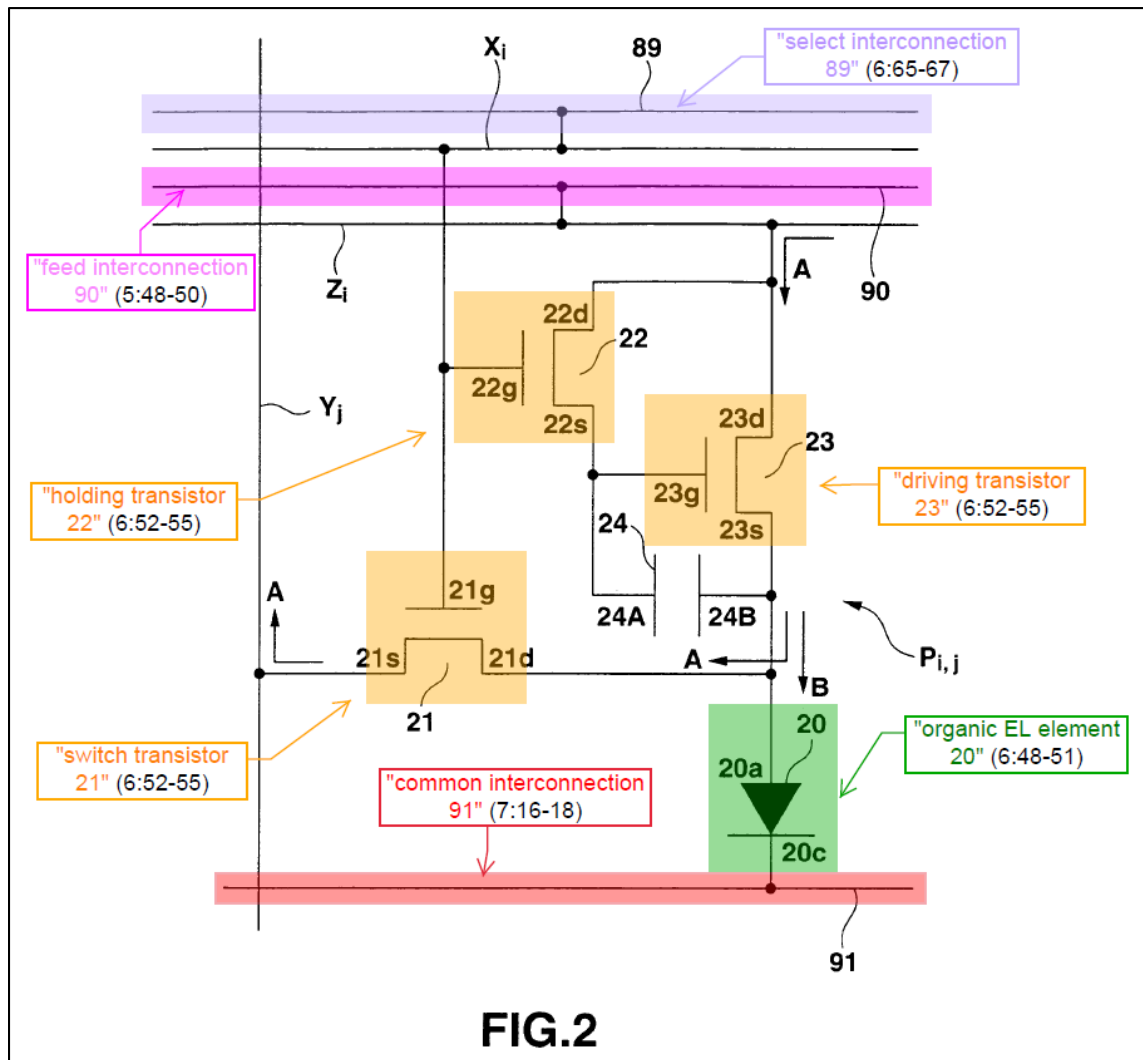 "select interconnection
89" (6:65-67)
Xi
89
"feed interconnection
90" (5:48-50)
Zi
A
90
22d
22
22g
22s
Yj
23d
23
23g
23s
"holding transistor
22" (6:52-55)
"driving transistor
23" (6:52-55)
24
A
21g
24A
24B
21s
21d
A
Pi, j
21
B
"switch transistor
21" (6:52-55)
20
"organic EL element
20" (6:48-51)
20a
"common interconnection
91" (7:16-18)
20c
91
FIG.2